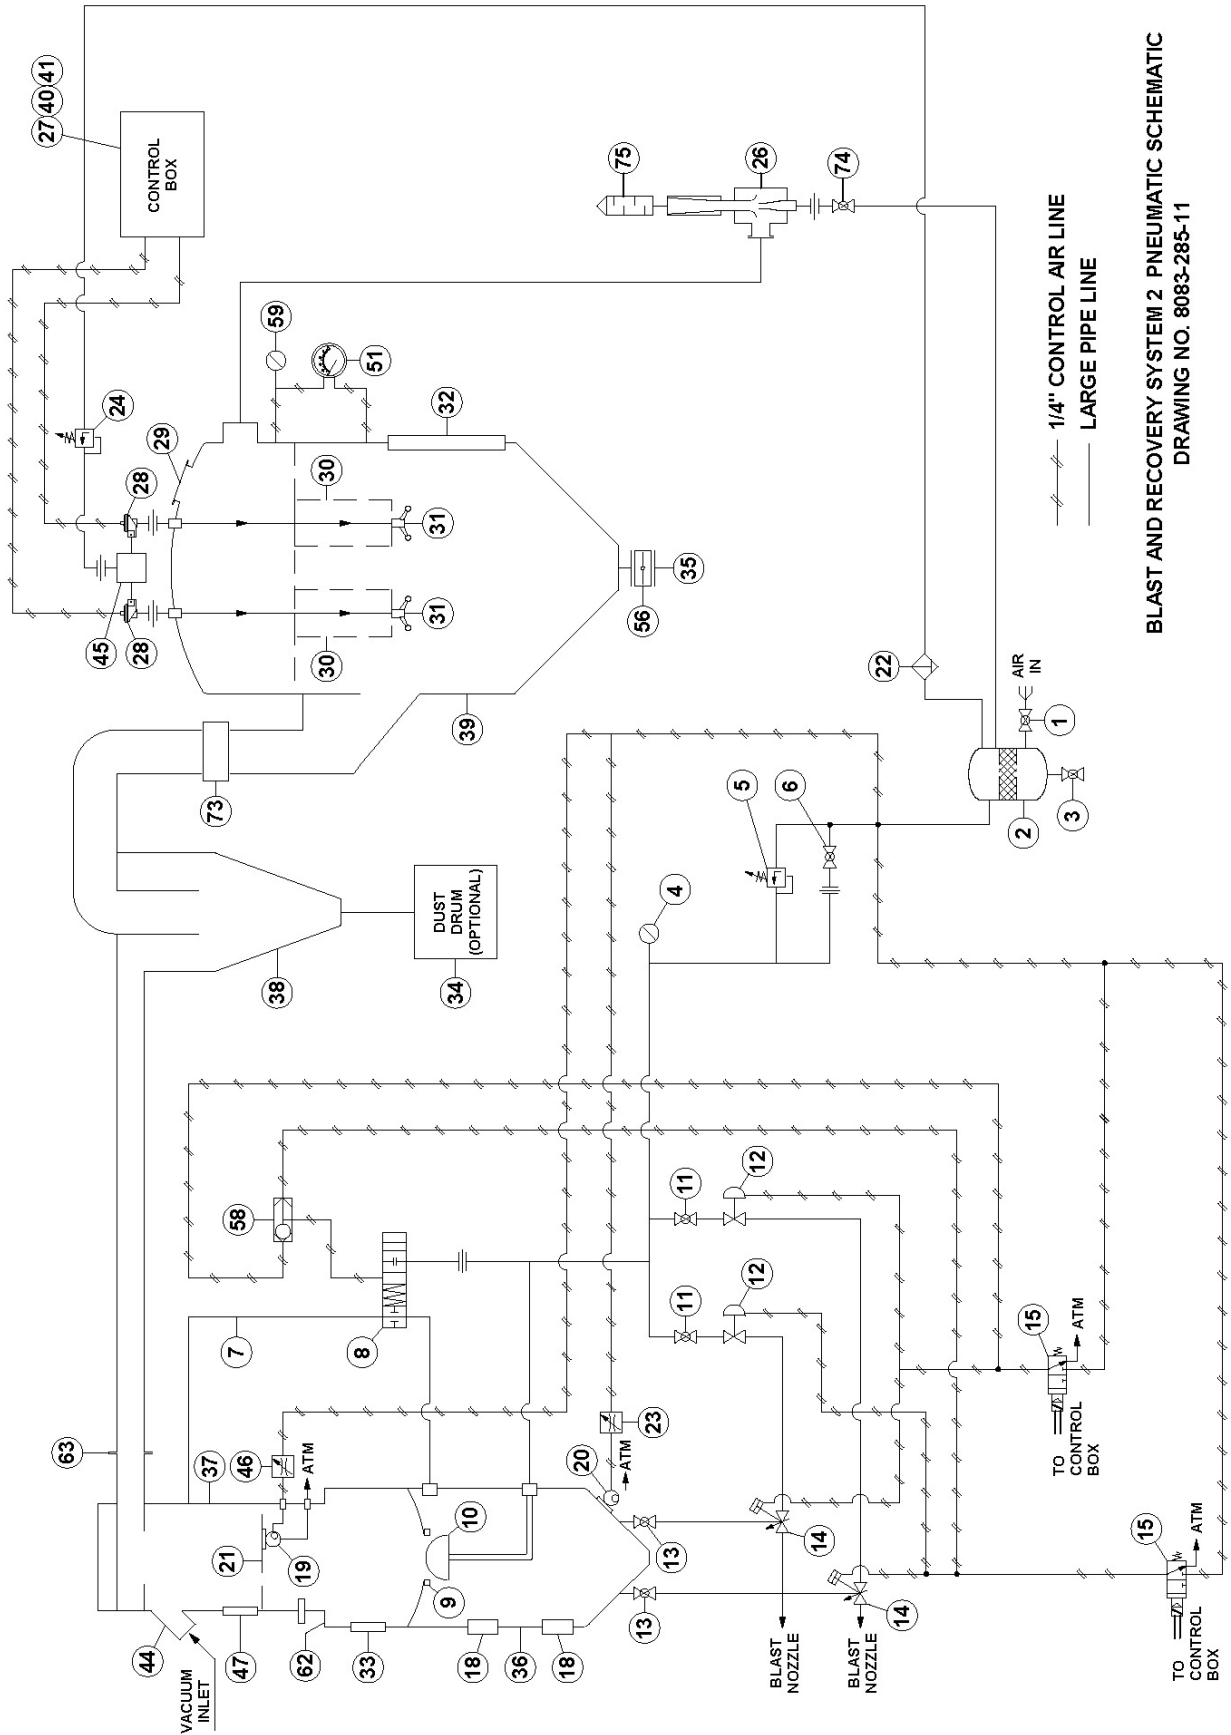 VACUUM
INLET
44
47
62
33
18
36
18
BLAST
NOZZLE
BLAST
NOZZLE
TO
CONTROL
BOX
15
ATM
63
37
46
ATM
21
19
10
9
20
ATM
23
13
13
14
14
TO
CONTROL
BOX
15
ATM
7
8
58
11
12
11
12
38
34
DUST
DRUM
(OPTIONAL)
4
5
6
73
39
2
3
1
AIR
IN
22
45
28
28
24
29
30
30
31
31
32
35
56
51
59
27
40
41
CONTROL
BOX
75
26
74
1/4" CONTROL AIR LINE
LARGE PIPE LINE
BLAST AND RECOVERY SYSTEM 2 PNEUMATIC SCHEMATIC
DRAWING NO. 8083-285-11